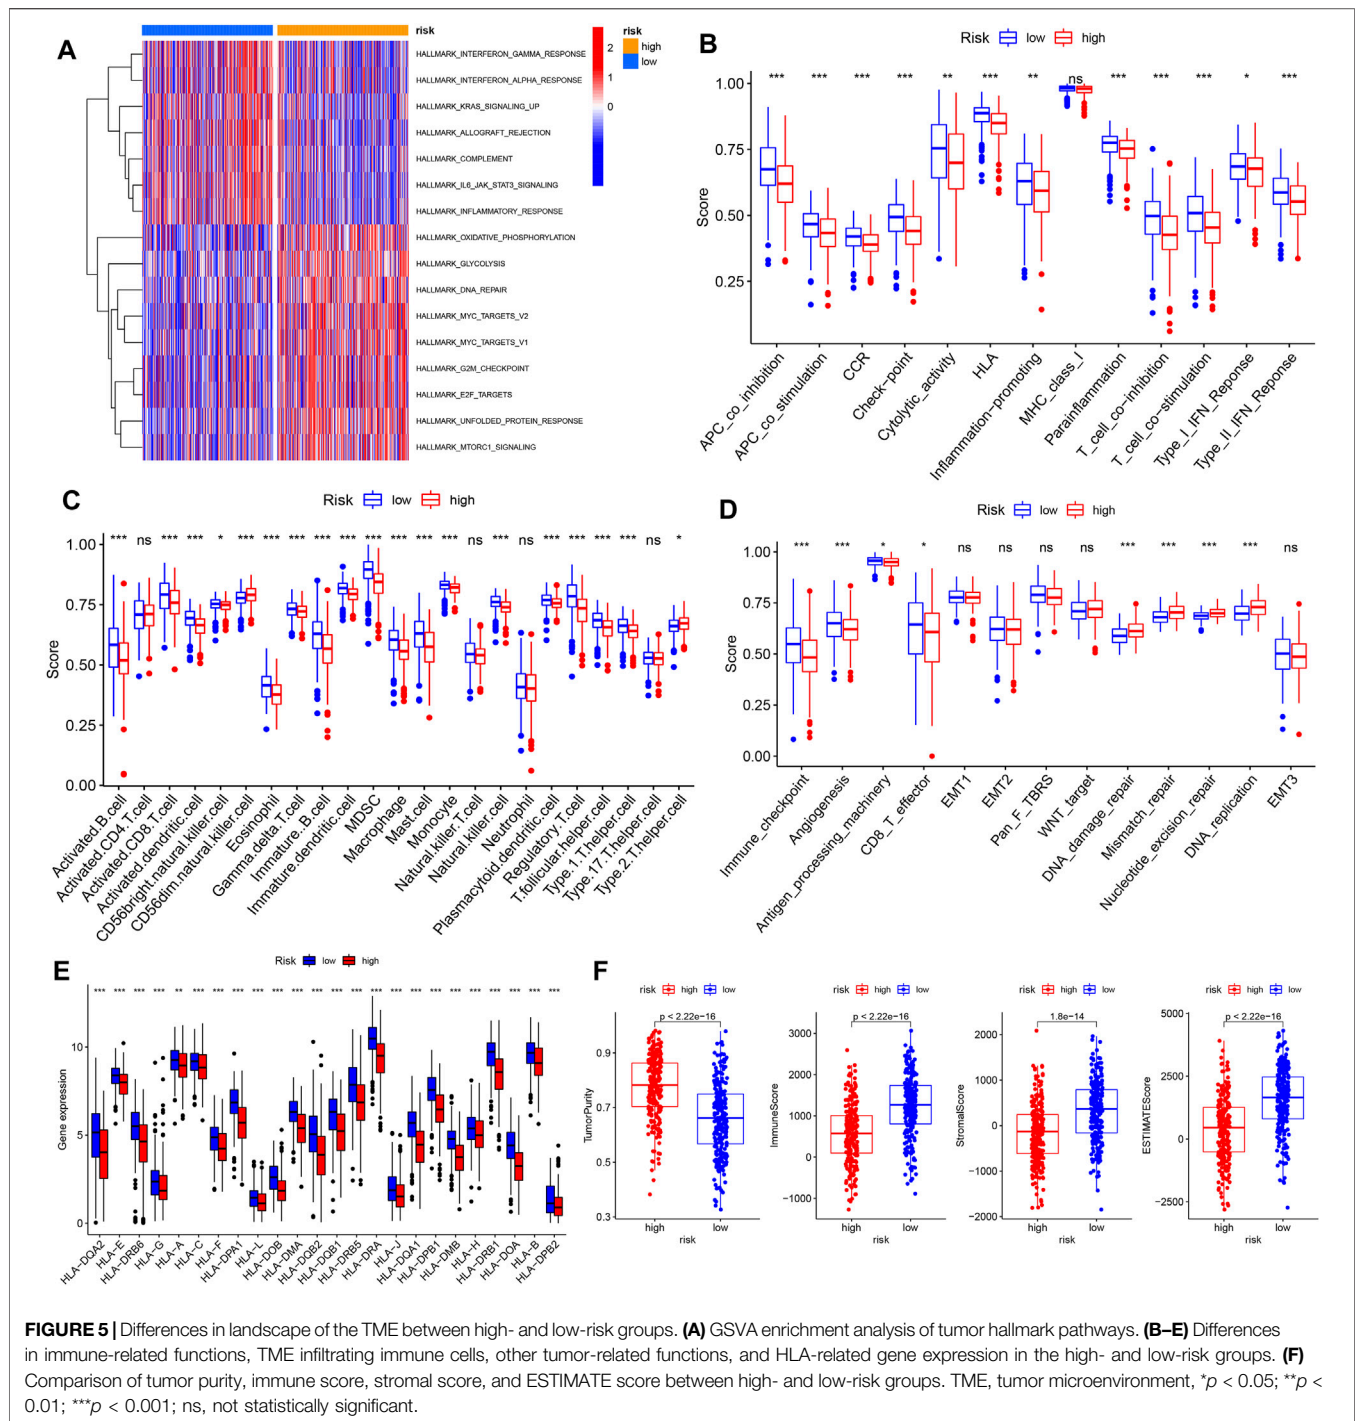 A
risk
HALLMARK_INTERFERON_GAMMA_RESPONSE
HALLMARK_INTERFERON_ALPHA_RESPONSE
HALLMARK_KRAS_SIGNALING_UP
HALLMARK_ALLOGRAFT_REJECTION
HALLMARK_COMPLEMENT
HALLMARK_IL6_JAK_STAT3_SIGNALING
HALLMARK_INFLAMMATORY_RESPONSE
HALLMARK_OXIDATIVE_PHOSPHORYLATION
HALLMARK_GLYCOLYSIS
HALLMARK_DNA_REPAIR
HALLMARK_MYC_TARGETS_V2
HALLMARK_MYC_TARGETS_V1
HALLMARK_G2M_CHECKPOINT
HALLMARK_E2F_TARGETS
HALLMARK_UNFOLDED_PROTEIN_RESPONSE
HALLMARK_MTORC1_SIGNALING
2
1
0
−1
−2
risk
high
low
B
Risk low high
*** *** *** *** ** *** ** ns *** *** *** * ***
Score
1.00
0.75
0.50
0.25
APC_co_inhibition
APC_co_stimulation
CCR
Check−point
Cytolytic_activity
HLA
Inflammation−promoting
MHC_class_I
Parainflammation
T_cell_co−inhibition
T_cell_co−stimulation
Type_I_IFN_Reponse
Type_II_IFN_Reponse
C
Risk low high
*** ns *** *** * *** *** *** *** *** *** *** *** ns *** ns *** *** *** *** ns *
Score
1.00
0.75
0.50
0.25
0.00
Activated.B.cell
Activated.CD4.T.cell
Activated.CD8.T.cell
Activated.dendritic.cell
CD56bright.natural.killer.cell
CD56dim.natural.killer.cell
Eosinophil
Gamma.delta.T.cell
Immature..B.cell
Immature.dendritic.cell
MDSC
Macrophage
Mast.cell
Monocyte
Natural.killer.T.cell
Natural.killer.cell
Neutrophil
Plasmacytoid.dendritic.cell
Regulatory.T.cell
T.follicular.helper.cell
Type.1.T.helper.cell
Type.17.T.helper.cell
Type.2.T.helper.cell
D
Risk low high
*** *** * * ns ns ns ns *** *** *** *** ns
Score
1.00
0.75
0.50
0.25
0.00
Immune_checkpoint
Angiogenesis
Antigen_processing_machinery
CD8_T_effector
EMT1
EMT2
Pan_F_TBRS
WNT_target
DNA_damage_repair
Mismatch_repair
Nucleotide_excision_repair
DNA_replication
EMT3
E
Risk low high
*** *** *** *** ** *** *** *** *** *** *** *** *** *** *** *** *** *** *** *** *** *** *** ***
Gene expression
10
5
0
HLA−DQA2
HLA−E
HLA−DRB6
HLA−G
HLA−A
HLA−C
HLA−F
HLA−DPA1
HLA−L
HLA−DOB
HLA−DMA
HLA−DQB2
HLA−DQB1
HLA−DRB5
HLA−DRA
HLA−J
HLA−DQA1
HLA−DPB1
HLA−DMB
HLA−H
HLA−DRB1
HLA−DOA
HLA−B
HLA−DPB2
F
risk high low
p < 2.22e−16
TumorPurity
0.9
0.7
0.5
0.3
high low
risk
risk high low
p < 2.22e−16
ImmuneScore
3000
2000
1000
0
−1000
high low
risk
risk high low
1.8e−14
StromalScore
2000
1000
0
−1000
−2000
high low
risk
risk high low
p < 2.22e−16
ESTIMATEScore
5000
2500
0
−2500
high low
risk
FIGURE 5 | Differences in landscape of the TME between high- and low-risk groups. (A) GSVA enrichment analysis of tumor hallmark pathways. (B–E) Differences
in immune-related functions, TME infiltrating immune cells, other tumor-related functions, and HLA-related gene expression in the high- and low-risk groups. (F)
Comparison of tumor purity, immune score, stromal score, and ESTIMATE score between high- and low-risk groups. TME, tumor microenvironment, *p < 0.05; **p <
0.01; ***p < 0.001; ns, not statistically significant.